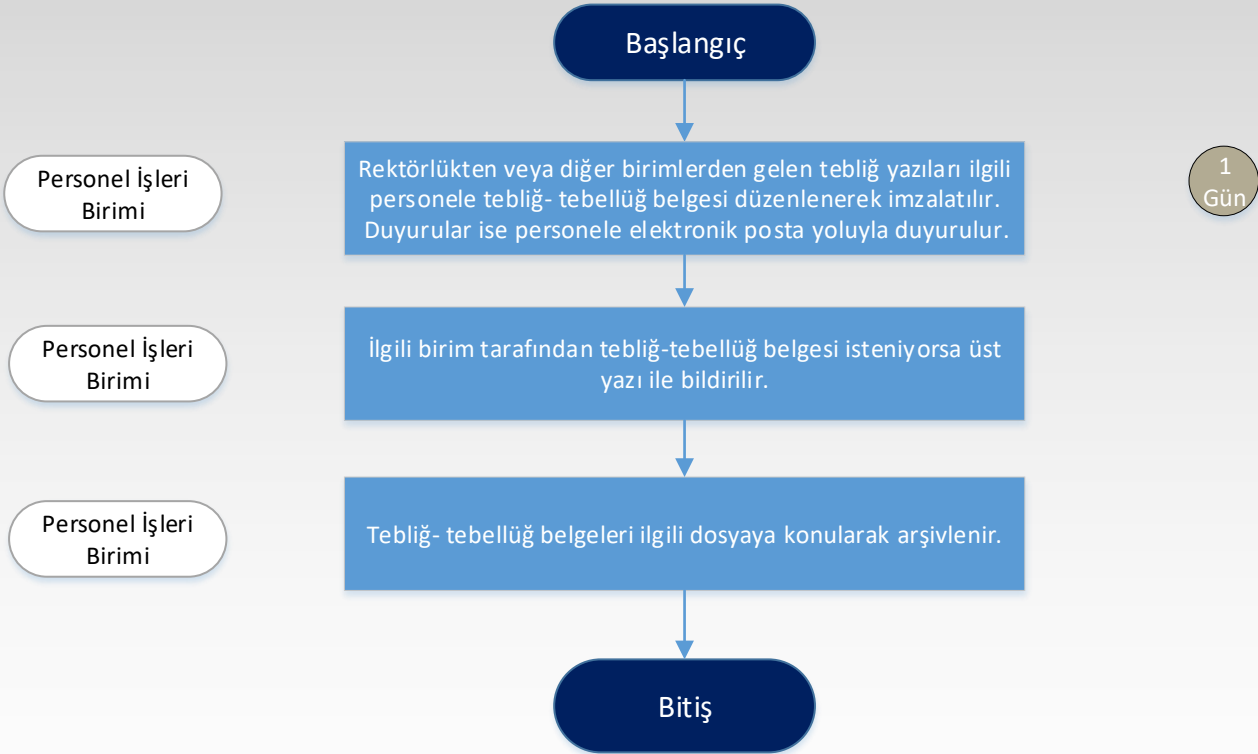 Başlangıç
Personel İşleri
Birimi
Rektörlükten veya diğer birimlerden gelen tebliğ yazıları ilgili
personele tebliğ- tebellüğ belgesi düzenlenerek imzalatılır.
Duyurular ise personele elektronik posta yoluyla duyurulur.
1
Gün
Personel İşleri
Birimi
İlgili birim tarafından tebliğ-tebellüğ belgesi isteniyorsa üst
yazı ile bildirilir.
Personel İşleri
Birimi
Tebliğ- tebellüğ belgeleri ilgili dosyaya konularak arşivlenir.
Bitiş